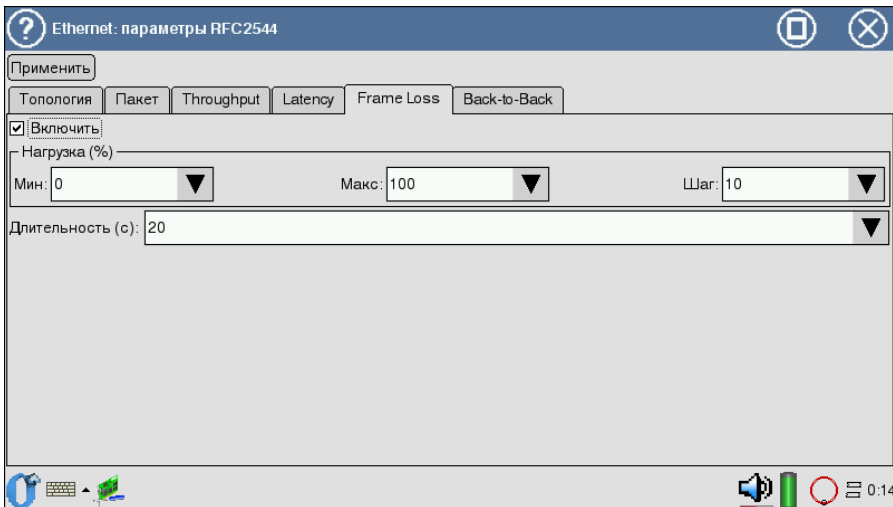 Ethernet: параметры RFC2544
Применить
Топология Пакет Throughput Latency Frame Loss Back-to-Back
Включить
Нагрузка (%)
Мин: 0 Макс: 100 Шаг: 10
Длительность (с): 20
0:14